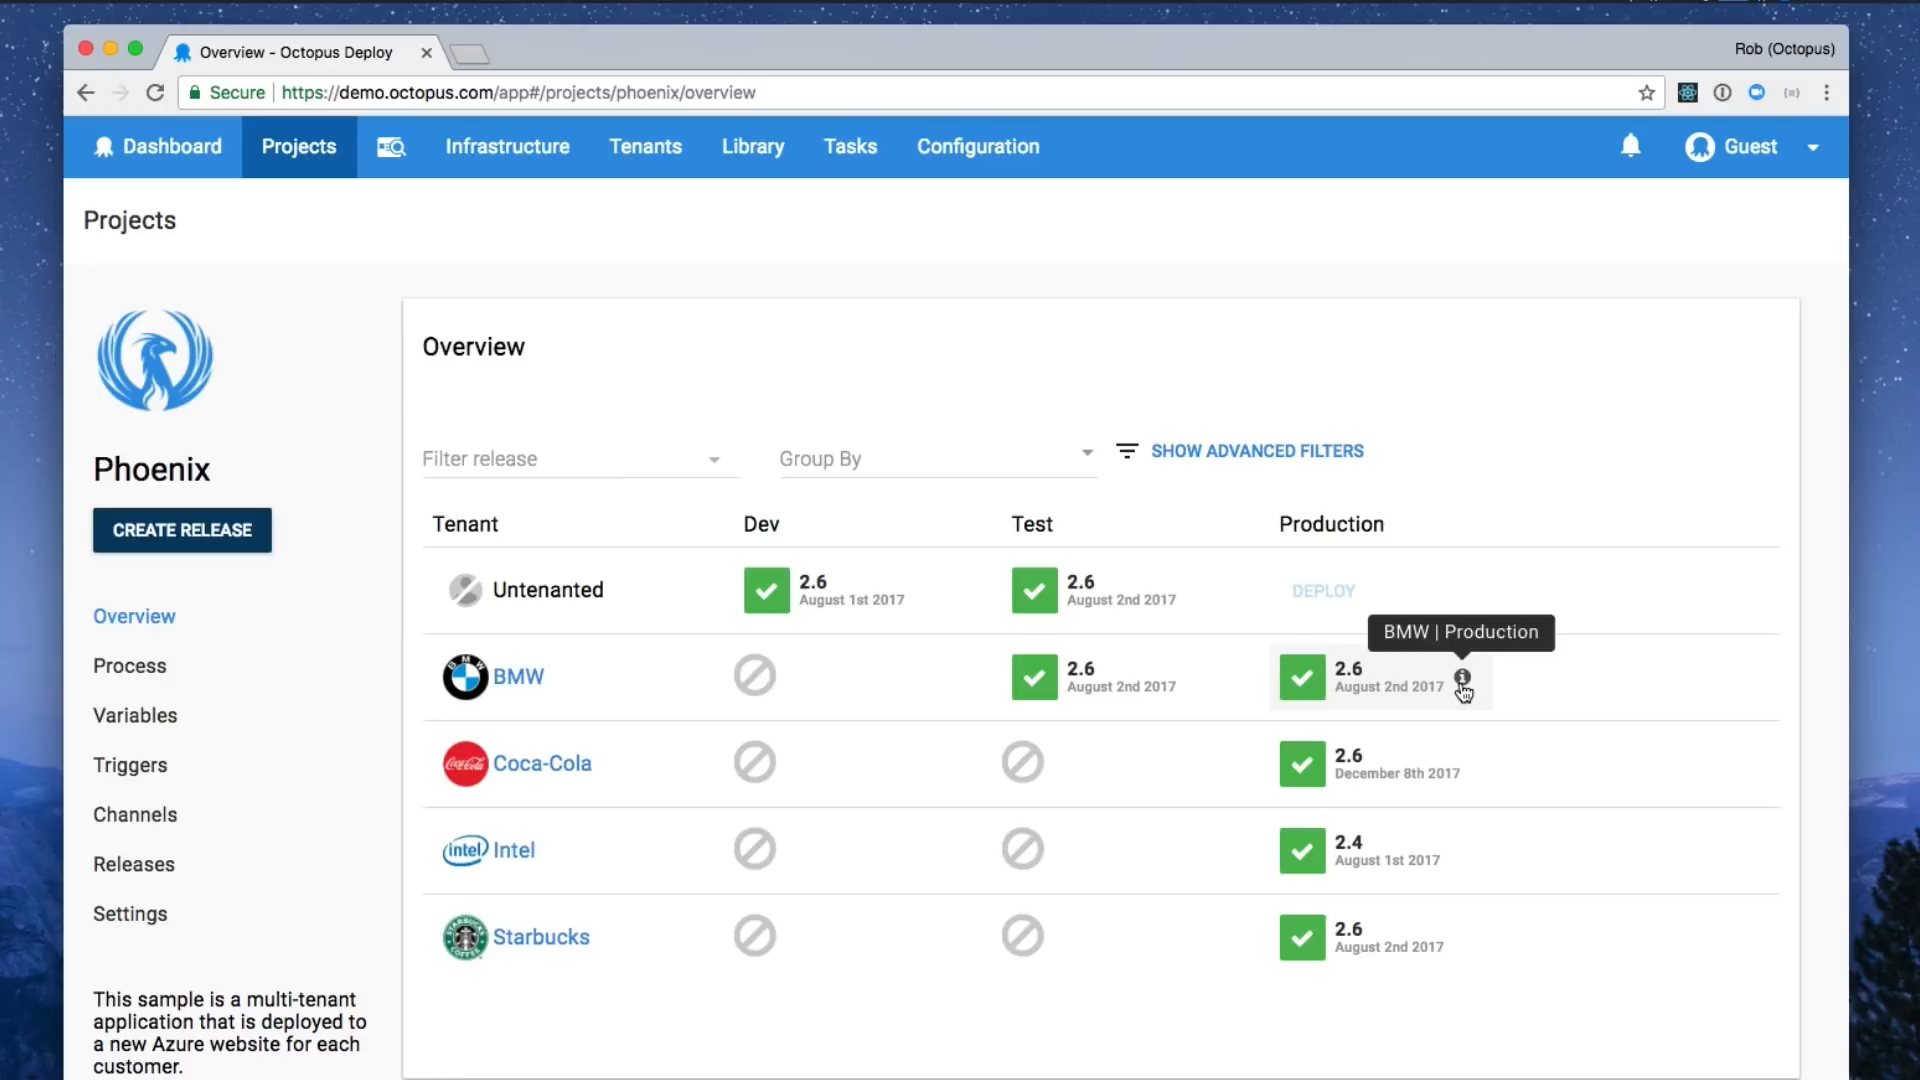 Overview - Octopus Deploy
Rob (Octopus)
Secure https://demo.octopus.com/app#/projects/phoenix/overview
Dashboard Projects Infrastructure Tenants Library Tasks Configuration Guest
Projects
Overview
Phoenix
Filter release Group By SHOW ADVANCED FILTERS
CREATE RELEASE
Tenant Dev Test Production
Untenanted 2.6 2.6 DEPLOY
August 1st 2017 August 2nd 2017
BMW | Production
BMW 2.6 2.6
August 2nd 2017 August 2nd 2017
Coca-Cola 2.6
December 8th 2017
intel Intel 2.4
August 1st 2017
Starbucks 2.6
August 2nd 2017
Overview
Process
Variables
Triggers
Channels
Releases
Settings
This sample is a multi-tenant
application that is deployed to
a new Azure website for each
customer.